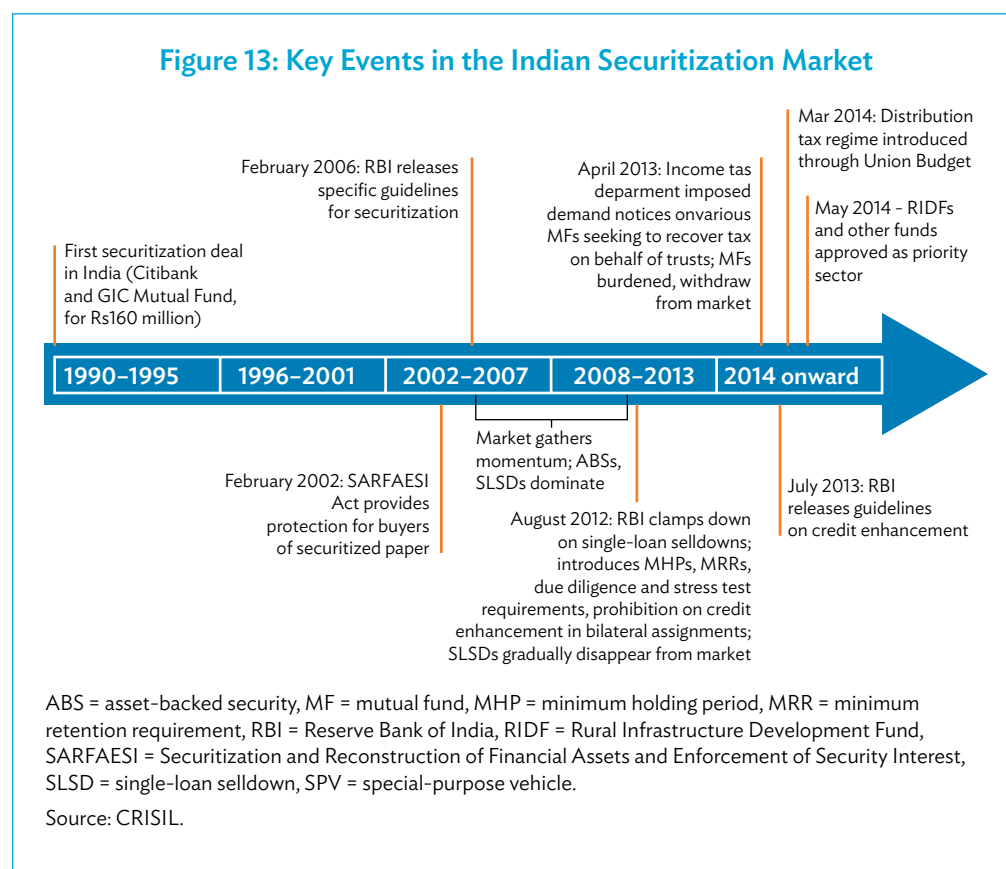 Figure 13: Key Events in the Indian Securitization Market
First securitization deal
in India (Citibank
and GIC Mutual Fund,
for Rs160 million)
February 2006: RBI releases
specific guidelines
for securitization
April 2013: Income tas
deparment imposed
demand notices onvarious
MFs seeking to recover tax
on behalf of trusts; MFs
burdened, withdraw
from market
Mar 2014: Distribution
tax regime introduced
through Union Budget
May 2014 - RIDFs
and other funds
approved as priority
sector
1990–1995
1996–2001
2002–2007
2008–2013
2014 onward
February 2002: SARFAESI
Act provides
protection for buyers
of securitized paper
Market gathers
momentum; ABSs,
SLSDs dominate
August 2012: RBI clamps down
on single-loan selldowns;
introduces MHPs, MRRs,
due diligence and stress test
requirements, prohibition on credit
enhancement in bilateral assignments;
SLSDs gradually disappear from market
July 2013: RBI
releases guidelines
on credit enhancement
ABS = asset-backed security, MF = mutual fund, MHP = minimum holding period, MRR = minimum
retention requirement, RBI = Reserve Bank of India, RIDF = Rural Infrastructure Development Fund,
SARFAESI = Securitization and Reconstruction of Financial Assets and Enforcement of Security Interest,
SLSD = single-loan selldown, SPV = special-purpose vehicle.
Source: CRISIL.